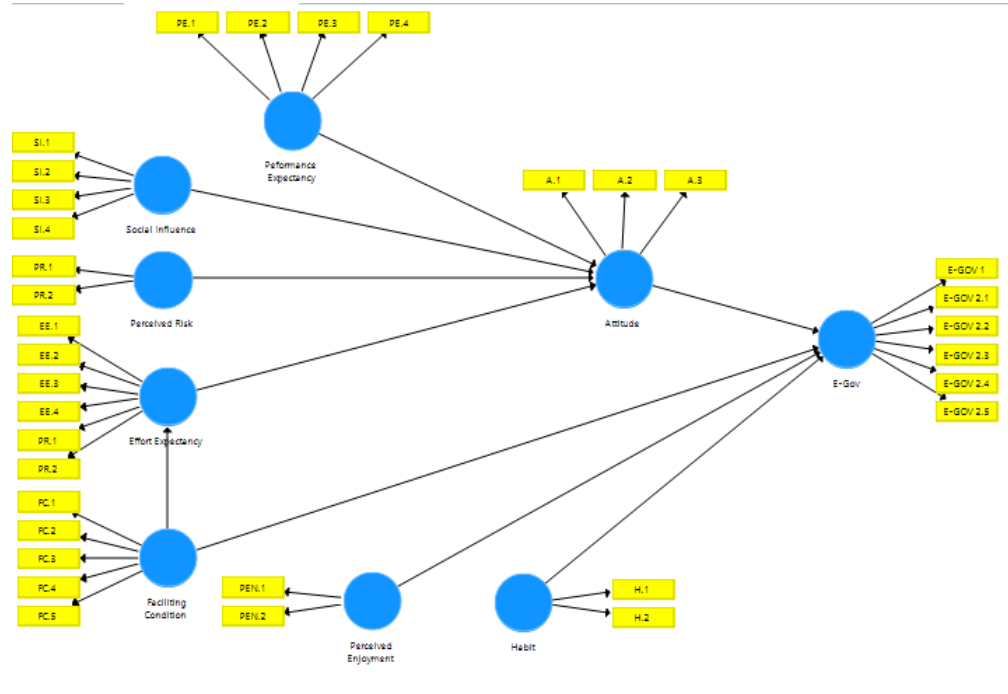 PE.1
PE.2
PE.3
PE.4
Peformance
Expectancy
SI.1
SI.2
SI.3
SI.4
Social Influence
A.1
A.2
A.3
Attitude
PR.1
PR.2
Perceived Risk
E-GOV 1
E-GOV 2.1
E-GOV 2.2
E-GOV 2.3
E-GOV 2.4
E-GOV 2.5
E-Gov
EE.1
EE.2
EE.3
EE.4
PR.1
PR.2
Effort Expectancy
FC.1
FC.2
FC.3
FC.4
FC.5
Faciliting
Condition
PEN.1
PEN.2
Perceived
Enjoyment
H.1
H.2
Habit